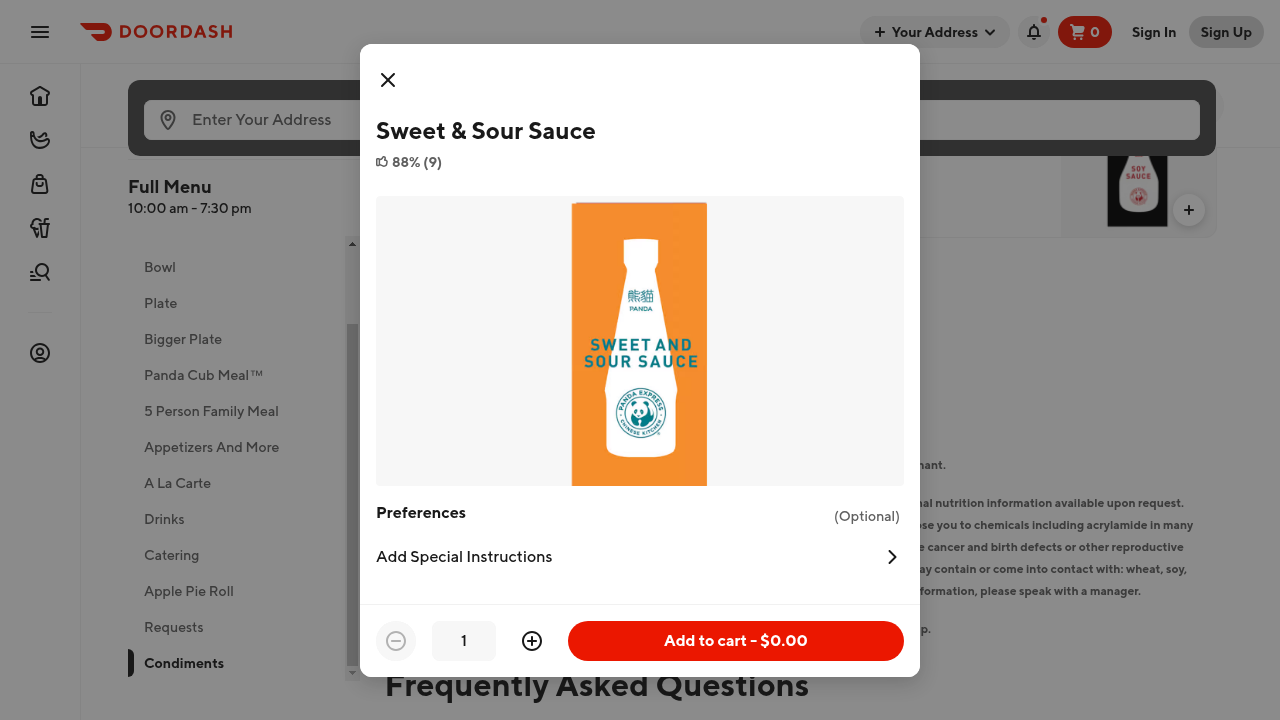 DOORDASH
Your Address
0
Sign In
Sign Up
Enter Your Address
Full Menu
10:00 am - 7:30 pm
Bowl
Plate
Bigger Plate
Panda Cub Meal™
5 Person Family Meal
Appetizers And More
A La Carte
Drinks
Catering
Apple Pie Roll
Requests
Condiments
Sweet & Sour Sauce
88% (9)
熊貓
PANDA
SWEET AND
SOUR SAUCE
PANDA EXPRESS
CHINESE KITCHEN
Preferences
(Optional)
Add Special Instructions
1
Add to cart - $0.00
SOY
SAUCE
nant.
nal nutrition information available upon request.
ose you to chemicals including acrylamide in many
e cancer and birth defects or other reproductive
ay contain or come into contact with: wheat, soy,
formation, please speak with a manager.
p.
Frequently Asked Questions